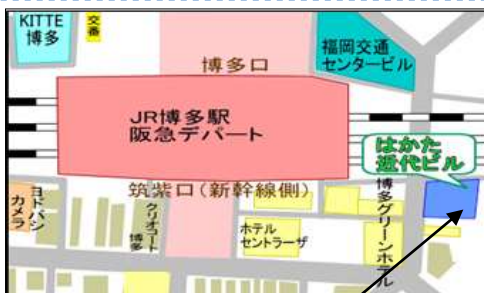 KITTE
博多
交番
博多口
福岡交通
センタービル
JR博多駅
阪急デパート
はかた
近代ビル
筑紫口(新幹線側)
ヨドバシ
カメラ
クリオコート
博多
ホテル
セントラーザ
博多グリーンホテル